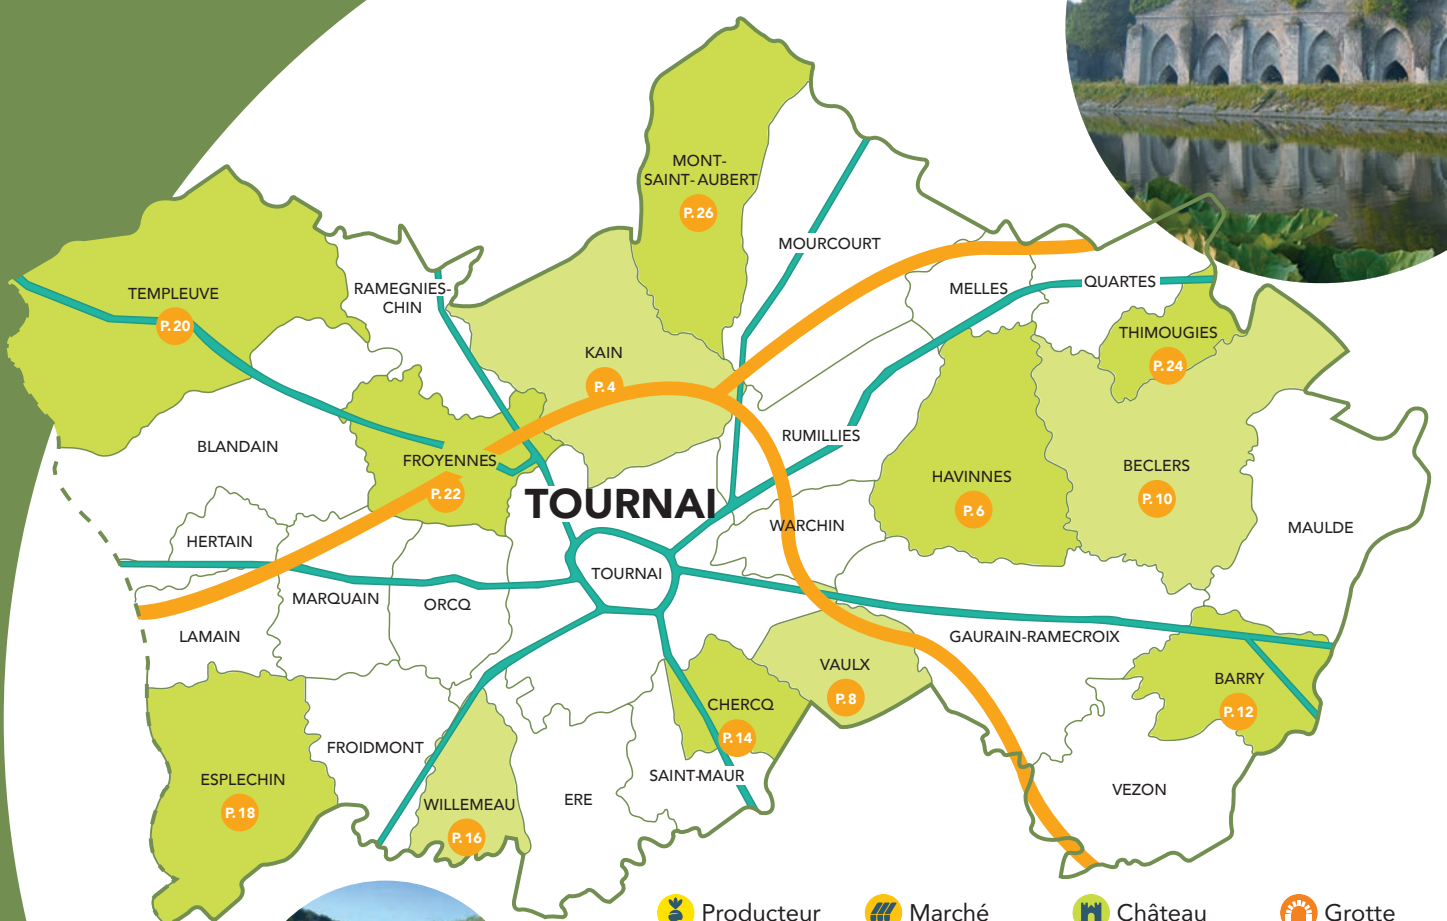 MONT-
SAINT-AUBERT
P.26
MOURCOURT
TEMPLEUVE
P.20
RAMEGNIES-
CHIN
MELLES
QUARTES
THIMOUGIES
P.24
KAIN
P.4
BLANDAIN
FROYENNES
P.22
RUMILLIES
HAVINNES
P.6
BECLERS
P.10
TOURNAI
WARCHIN
MAULDE
HERTAIN
TOURNAI
MARQUAIN
ORCQ
LAMAIN
GAURAIN-RAMECROIX
VAULX
P.8
BARRY
P.12
CHERCQ
P.14
FROIDMONT
SAINT-MAUR
ESPLECHIN
P.18
WILLEMEAU
P.16
ERE
VEZON
Producteur
Marché
Château
Grotte